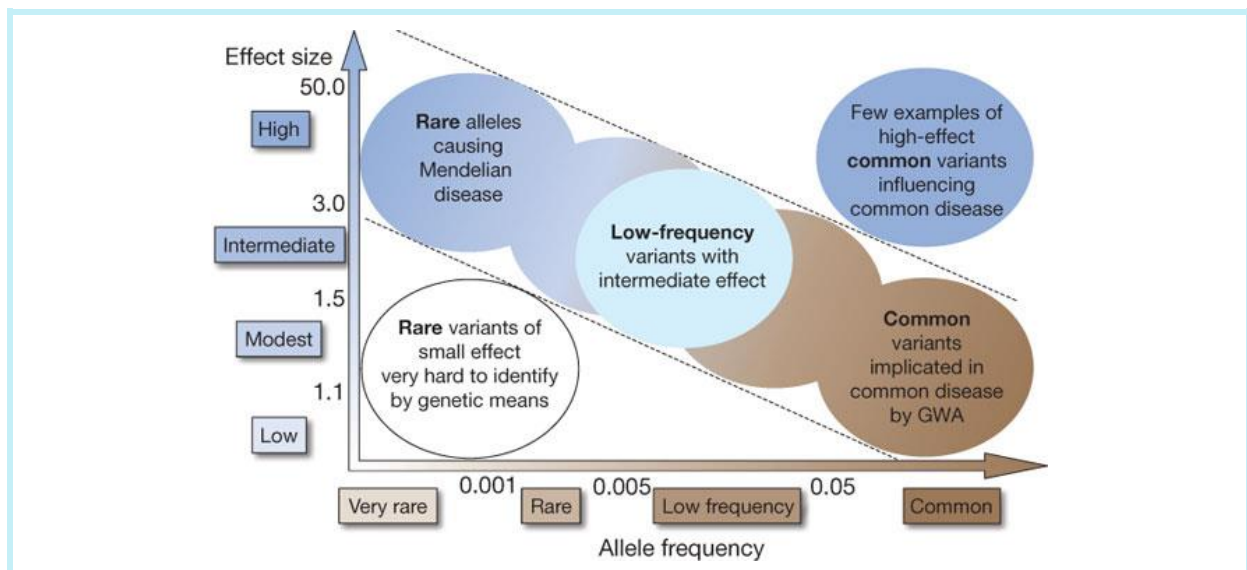 Effect size
50.0
High
3.0
Intermediate
1.5
Modest
1.1
Low
Rare alleles
causing
Mendelian
disease
Few examples of
high-effect
common variants
influencing
common disease
Low-frequency
variants with
intermediate effect
Rare variants of
small effect
very hard to identify
by genetic means
Common
variants
implicated in
common disease
by GWA
0.001
0.005
0.05
Very rare
Rare
Low frequency
Common
Allele frequency